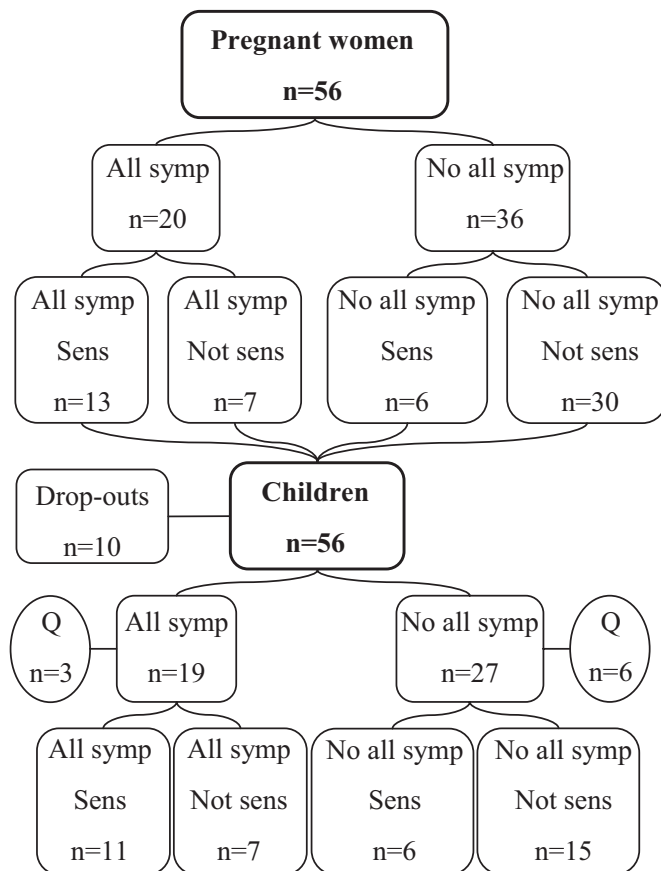 Pregnant women
n=56
All symp
n=20
No all symp
n=36
All symp
Sens
n=13
All symp
Not sens
n=7
No all symp
Sens
n=6
No all symp
Not sens
n=30
Drop-outs
n=10
Children
n=56
Q
n=3
All symp
n=19
No all symp
n=27
Q
n=6
All symp
Sens
n=11
All symp
Not sens
n=7
No all symp
Sens
n=6
No all symp
Not sens
n=15